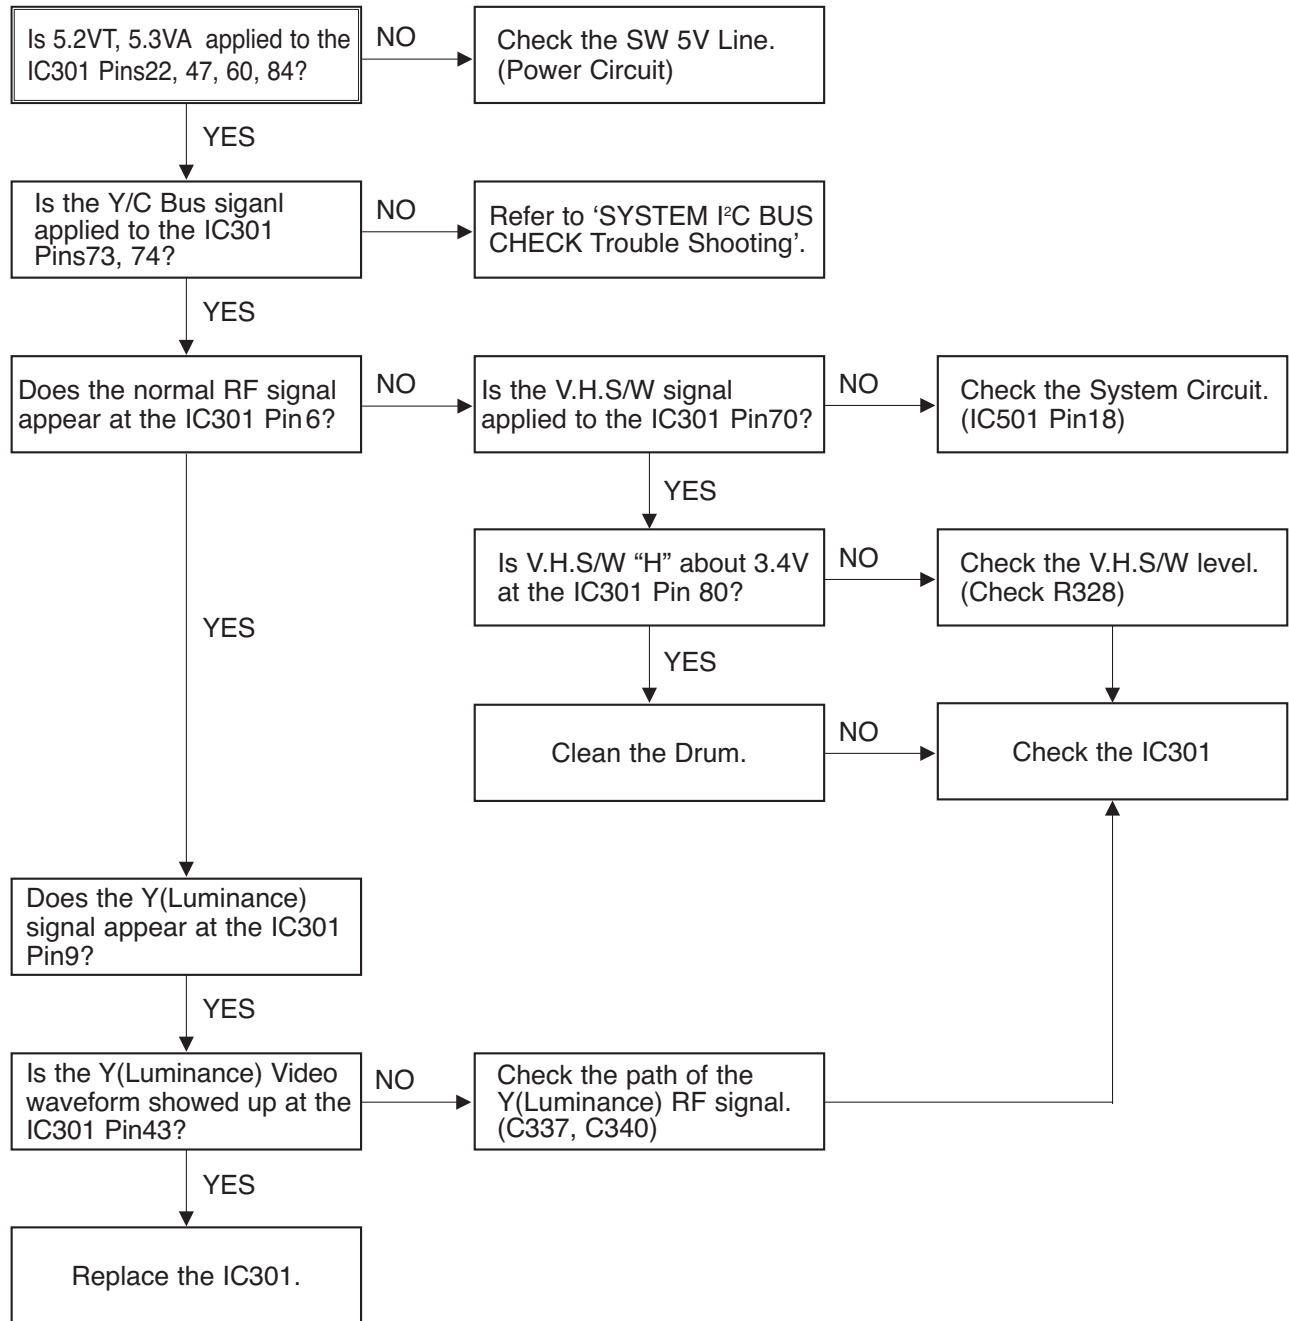 Is 5.2VT, 5.3VA applied to the
IC301 Pins22, 47, 60, 84?
NO
Check the SW 5V Line.
(Power Circuit)
YES
Is the Y/C Bus siganl
applied to the IC301
Pins73, 74?
NO
Refer to ‘SYSTEM I²C BUS
CHECK Trouble Shooting’.
YES
Does the normal RF signal
appear at the IC301 Pin 6?
NO
Is the V.H.S/W signal
applied to the IC301 Pin70?
NO
Check the System Circuit.
(IC501 Pin18)
YES
Is V.H.S/W “H” about 3.4V
at the IC301 Pin 80?
NO
Check the V.H.S/W level.
(Check R328)
YES
YES
Clean the Drum.
NO
Check the IC301
Does the Y(Luminance)
signal appear at the IC301
Pin9?
YES
Is the Y(Luminance) Video
waveform showed up at the
IC301 Pin43?
NO
Check the path of the
Y(Luminance) RF signal.
(C337, C340)
YES
Replace the IC301.